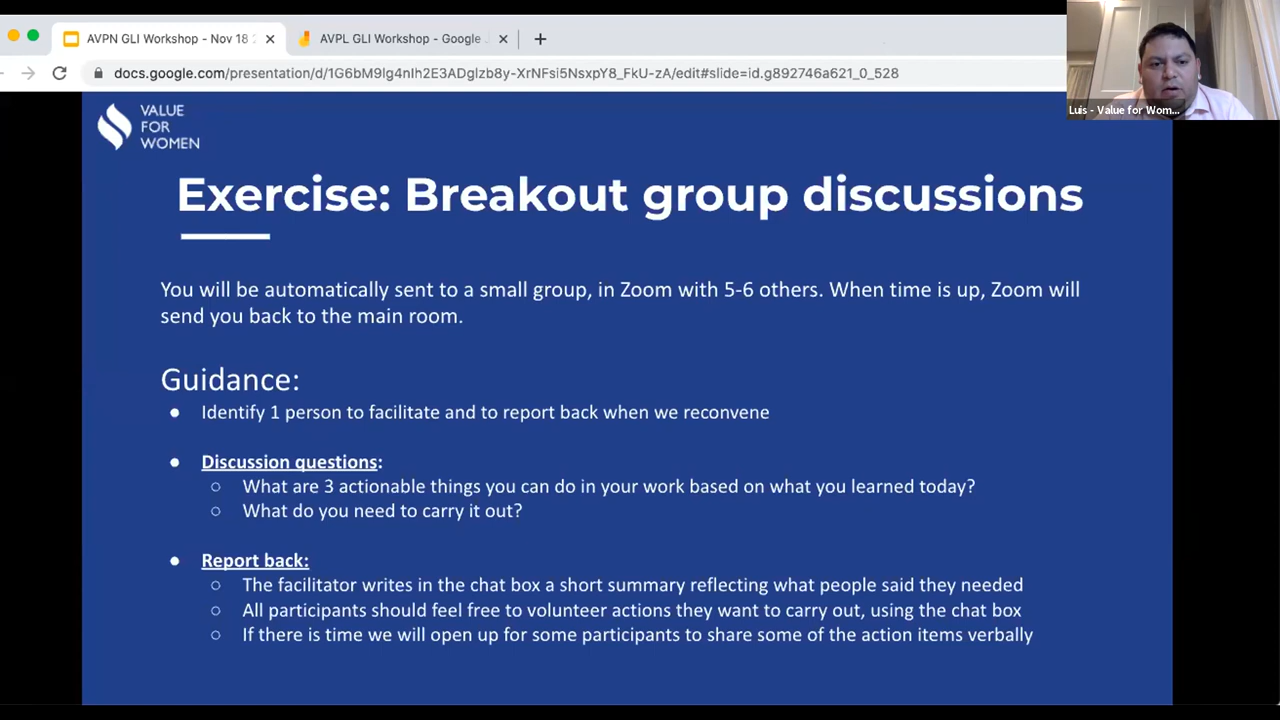 AVPN GLI Workshop - Nov 18
AVPL GLI Workshop - Google
docs.google.com/presentation/d/1G6bM9lg4nIh2E3ADglzb8y-XrNFsi5NsxpY8_FkU-zA/edit#slide=id.g892746a621_0_528
Luis - Value for Wom...
VALUE
FOR
WOMEN
Exercise: Breakout group discussions
You will be automatically sent to a small group, in Zoom with 5-6 others. When time is up, Zoom will
send you back to the main room.
Guidance:
● Identify 1 person to facilitate and to report back when we reconvene
● Discussion questions:
○ What are 3 actionable things you can do in your work based on what you learned today?
○ What do you need to carry it out?
● Report back:
○ The facilitator writes in the chat box a short summary reflecting what people said they needed
○ All participants should feel free to volunteer actions they want to carry out, using the chat box
○ If there is time we will open up for some participants to share some of the action items verbally